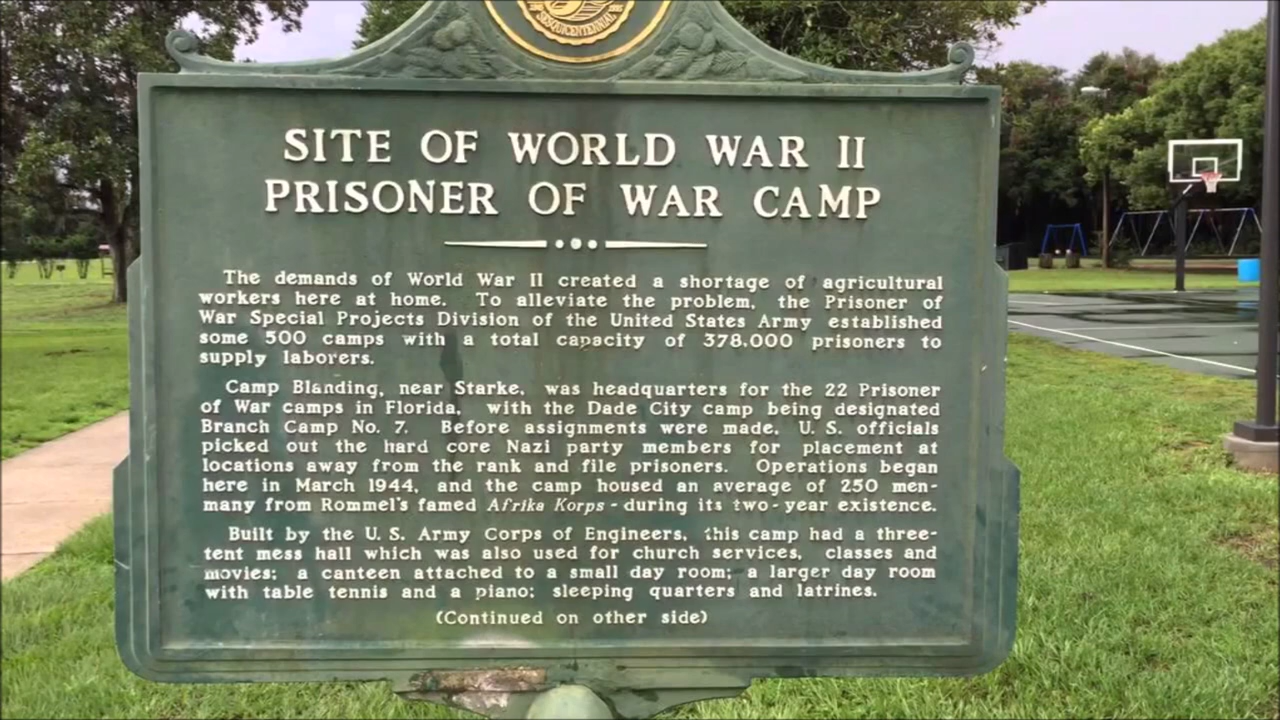 SESQUICENTENNIAL
SITE OF WORLD WAR II
PRISONER OF WAR CAMP
The demands of World War II created a shortage of agricultural
workers here at home. To alleviate the problem, the Prisoner of
War Special Projects Division of the United States Army established
some 500 camps with a total capacity of 378,000 prisoners to
supply laborers.
Camp Blanding, near Starke, was headquarters for the 22 Prisoner
of War camps in Florida, with the Dade City camp being designated
Branch Camp No. 7. Before assignments were made, U.S. officials
picked out the hard core Nazi party members for placement at
locations away from the rank and file prisoners. Operations began
here in March 1944, and the camp housed an average of 250 men-
many from Rommel's famed Afrika Korps - during its two-year existence.
Built by the U.S. Army Corps of Engineers, this camp had a three-
tent mess hall which was also used for church services, classes and
movies; a canteen attached to a small day room; a larger day room
with table tennis and a piano; sleeping quarters and latrines.
(Continued on other side)